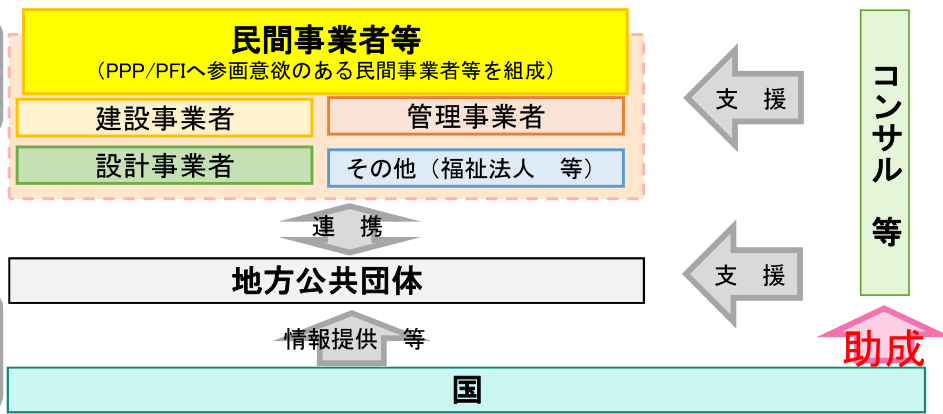 民間事業者等
（PPP/PFIへ参画意欲のある民間事業者等を組成）
建設事業者
管理事業者
設計事業者
その他（福祉法人　等）
連　携
地方公共団体
情報提供　等
国
支　援
支　援
コンサル　等
助成